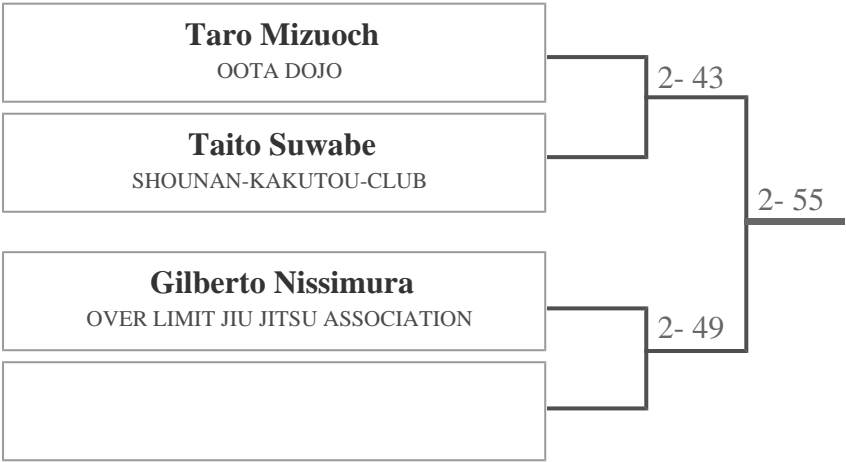 Taro Mizuoch
OOTA DOJO
2- 43
Taito Suwabe
SHOUNAN-KAKUTOU-CLUB
2- 55
Gilberto Nissimura
OVER LIMIT JIU JITSU ASSOCIATION
2- 49